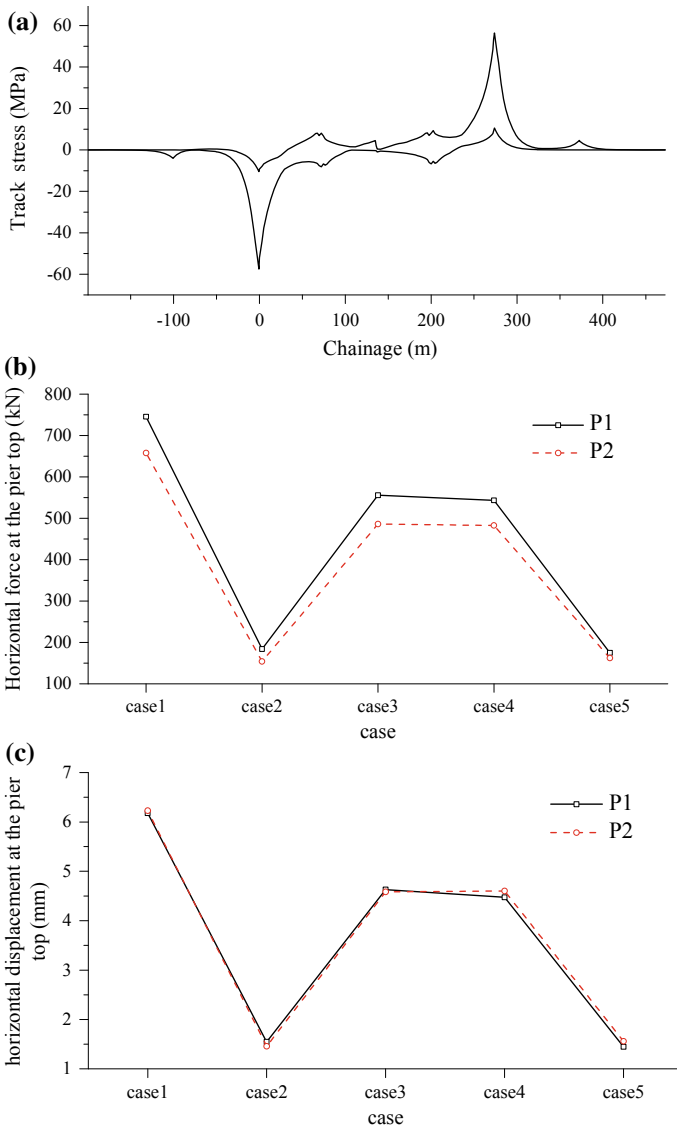 (a)
Track stress (MPa)
60
40
20
0
-20
-40
-60
-100 0 100 200 300 400
Chainage (m)
(b)
Horizontal force at the pier top (kN)
800
700
600
500
400
300
200
100
P1
P2
case1 case2 case3 case4 case5
case
(c)
horizontal displacement at the pier
top (mm)
7
6
5
4
3
2
1
P1
P2
case1 case2 case3 case4 case5
case